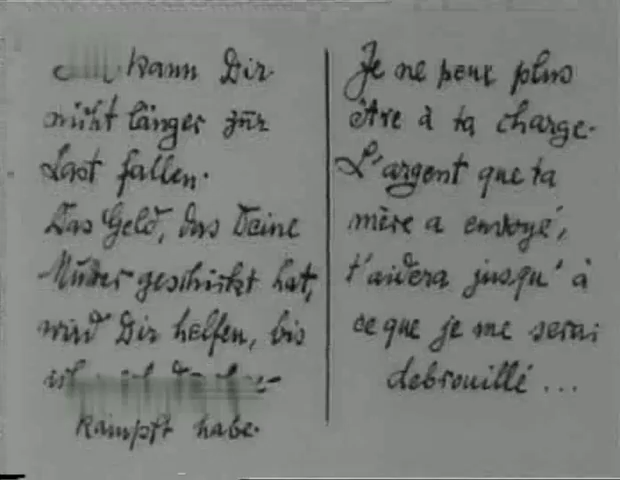 kann Dir
nicht länger zur
Last fallen.
Das Geld, das Deine
Mutter geschickt hat,
wird Dir helfen, bis
ich
kämpft habe.
Je ne peux plus
être à ta charge.
L'argent que ta
mère a envoyé,
t'aidera jusqu'à
ce que je me serai
debrouillé ...